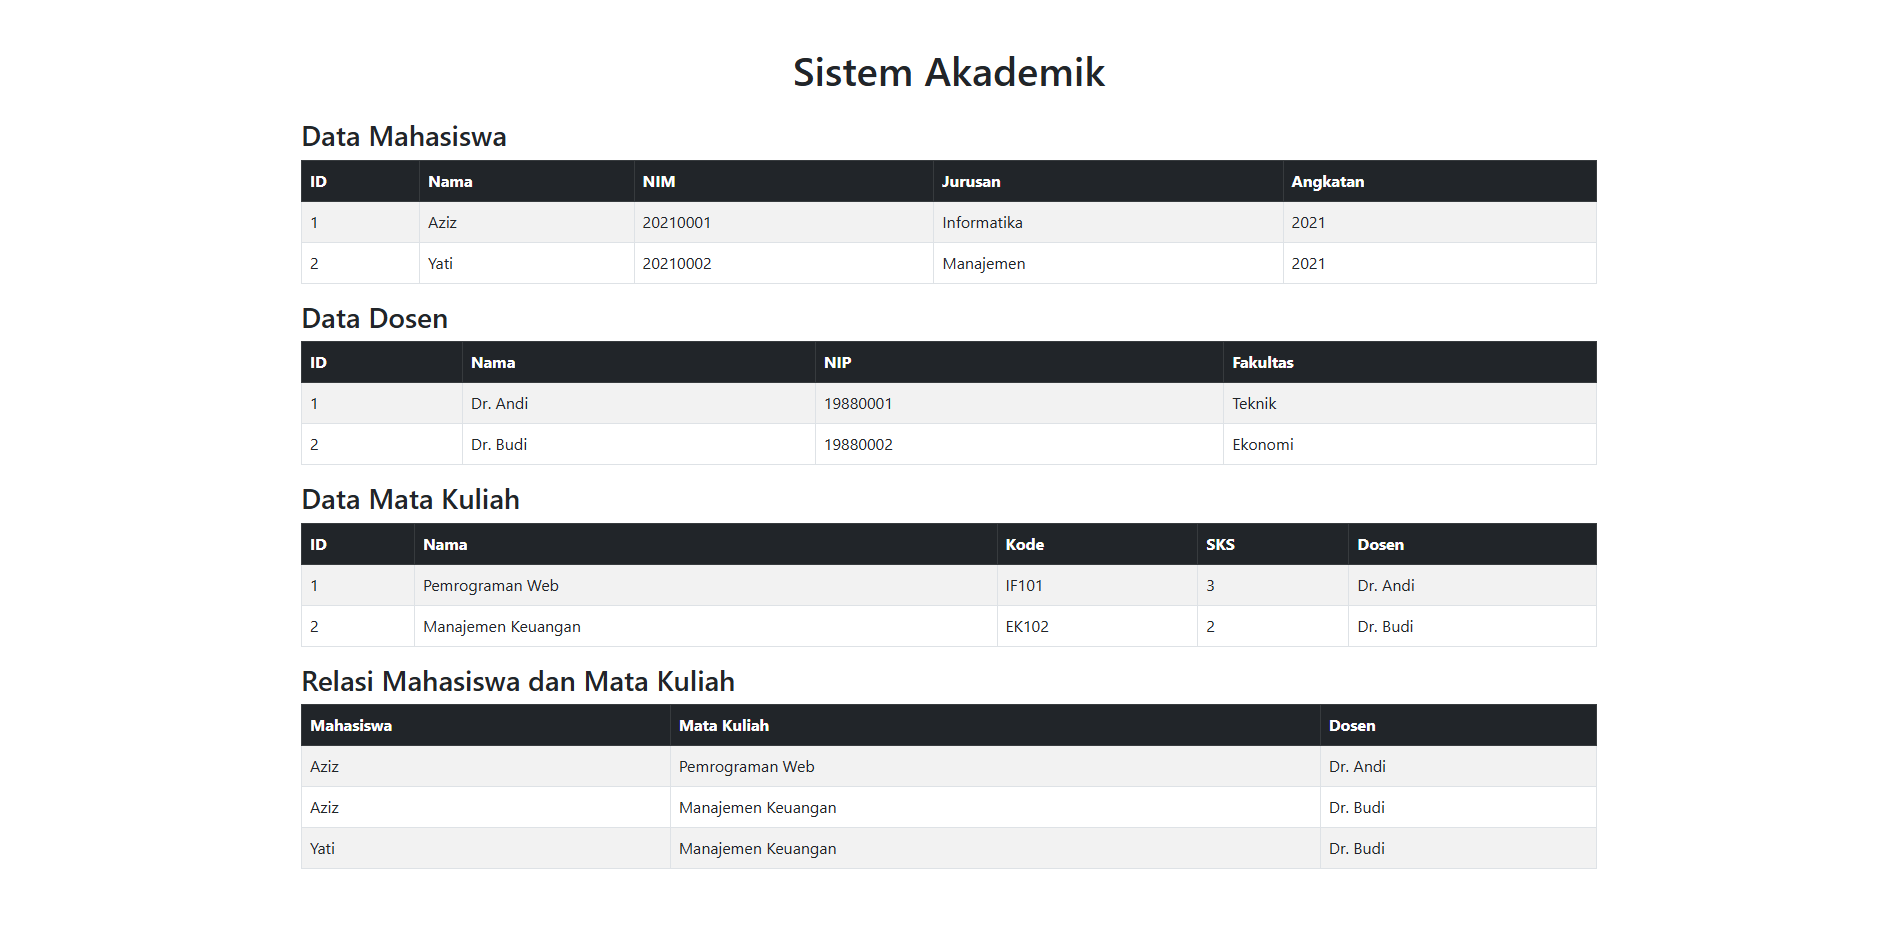 Sistem Akademik
Data Mahasiswa
ID Nama NIM Jurusan Angkatan
1 Aziz 20210001 Informatika 2021
2 Yati 20210002 Manajemen 2021
Data Dosen
ID Nama NIP Fakultas
1 Dr. Andi 19880001 Teknik
2 Dr. Budi 19880002 Ekonomi
Data Mata Kuliah
ID Nama Kode SKS Dosen
1 Pemrograman Web IF101 3 Dr. Andi
2 Manajemen Keuangan EK102 2 Dr. Budi
Relasi Mahasiswa dan Mata Kuliah
Mahasiswa Mata Kuliah Dosen
Aziz Pemrograman Web Dr. Andi
Aziz Manajemen Keuangan Dr. Budi
Yati Manajemen Keuangan Dr. Budi